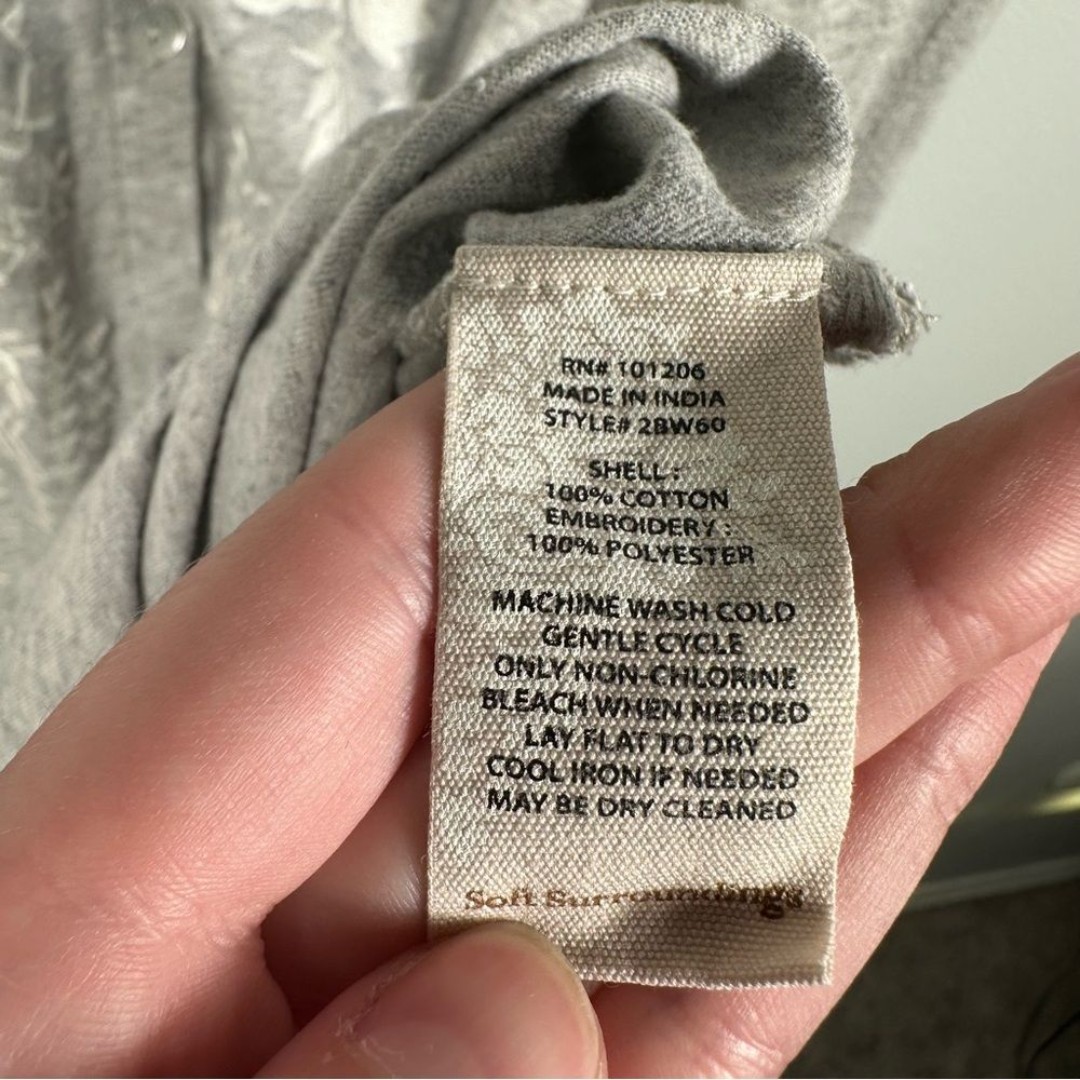 RN# 101206
MADE IN INDIA
STYLE# 2BW60
SHELL :
100% COTTON
EMBROIDERY :
100% POLYESTER
MACHINE WASH COLD
GENTLE CYCLE
ONLY NON-CHLORINE
BLEACH WHEN NEEDED
LAY FLAT TO DRY
COOL IRON IF NEEDED
MAY BE DRY CLEANED
Soft Surroundings